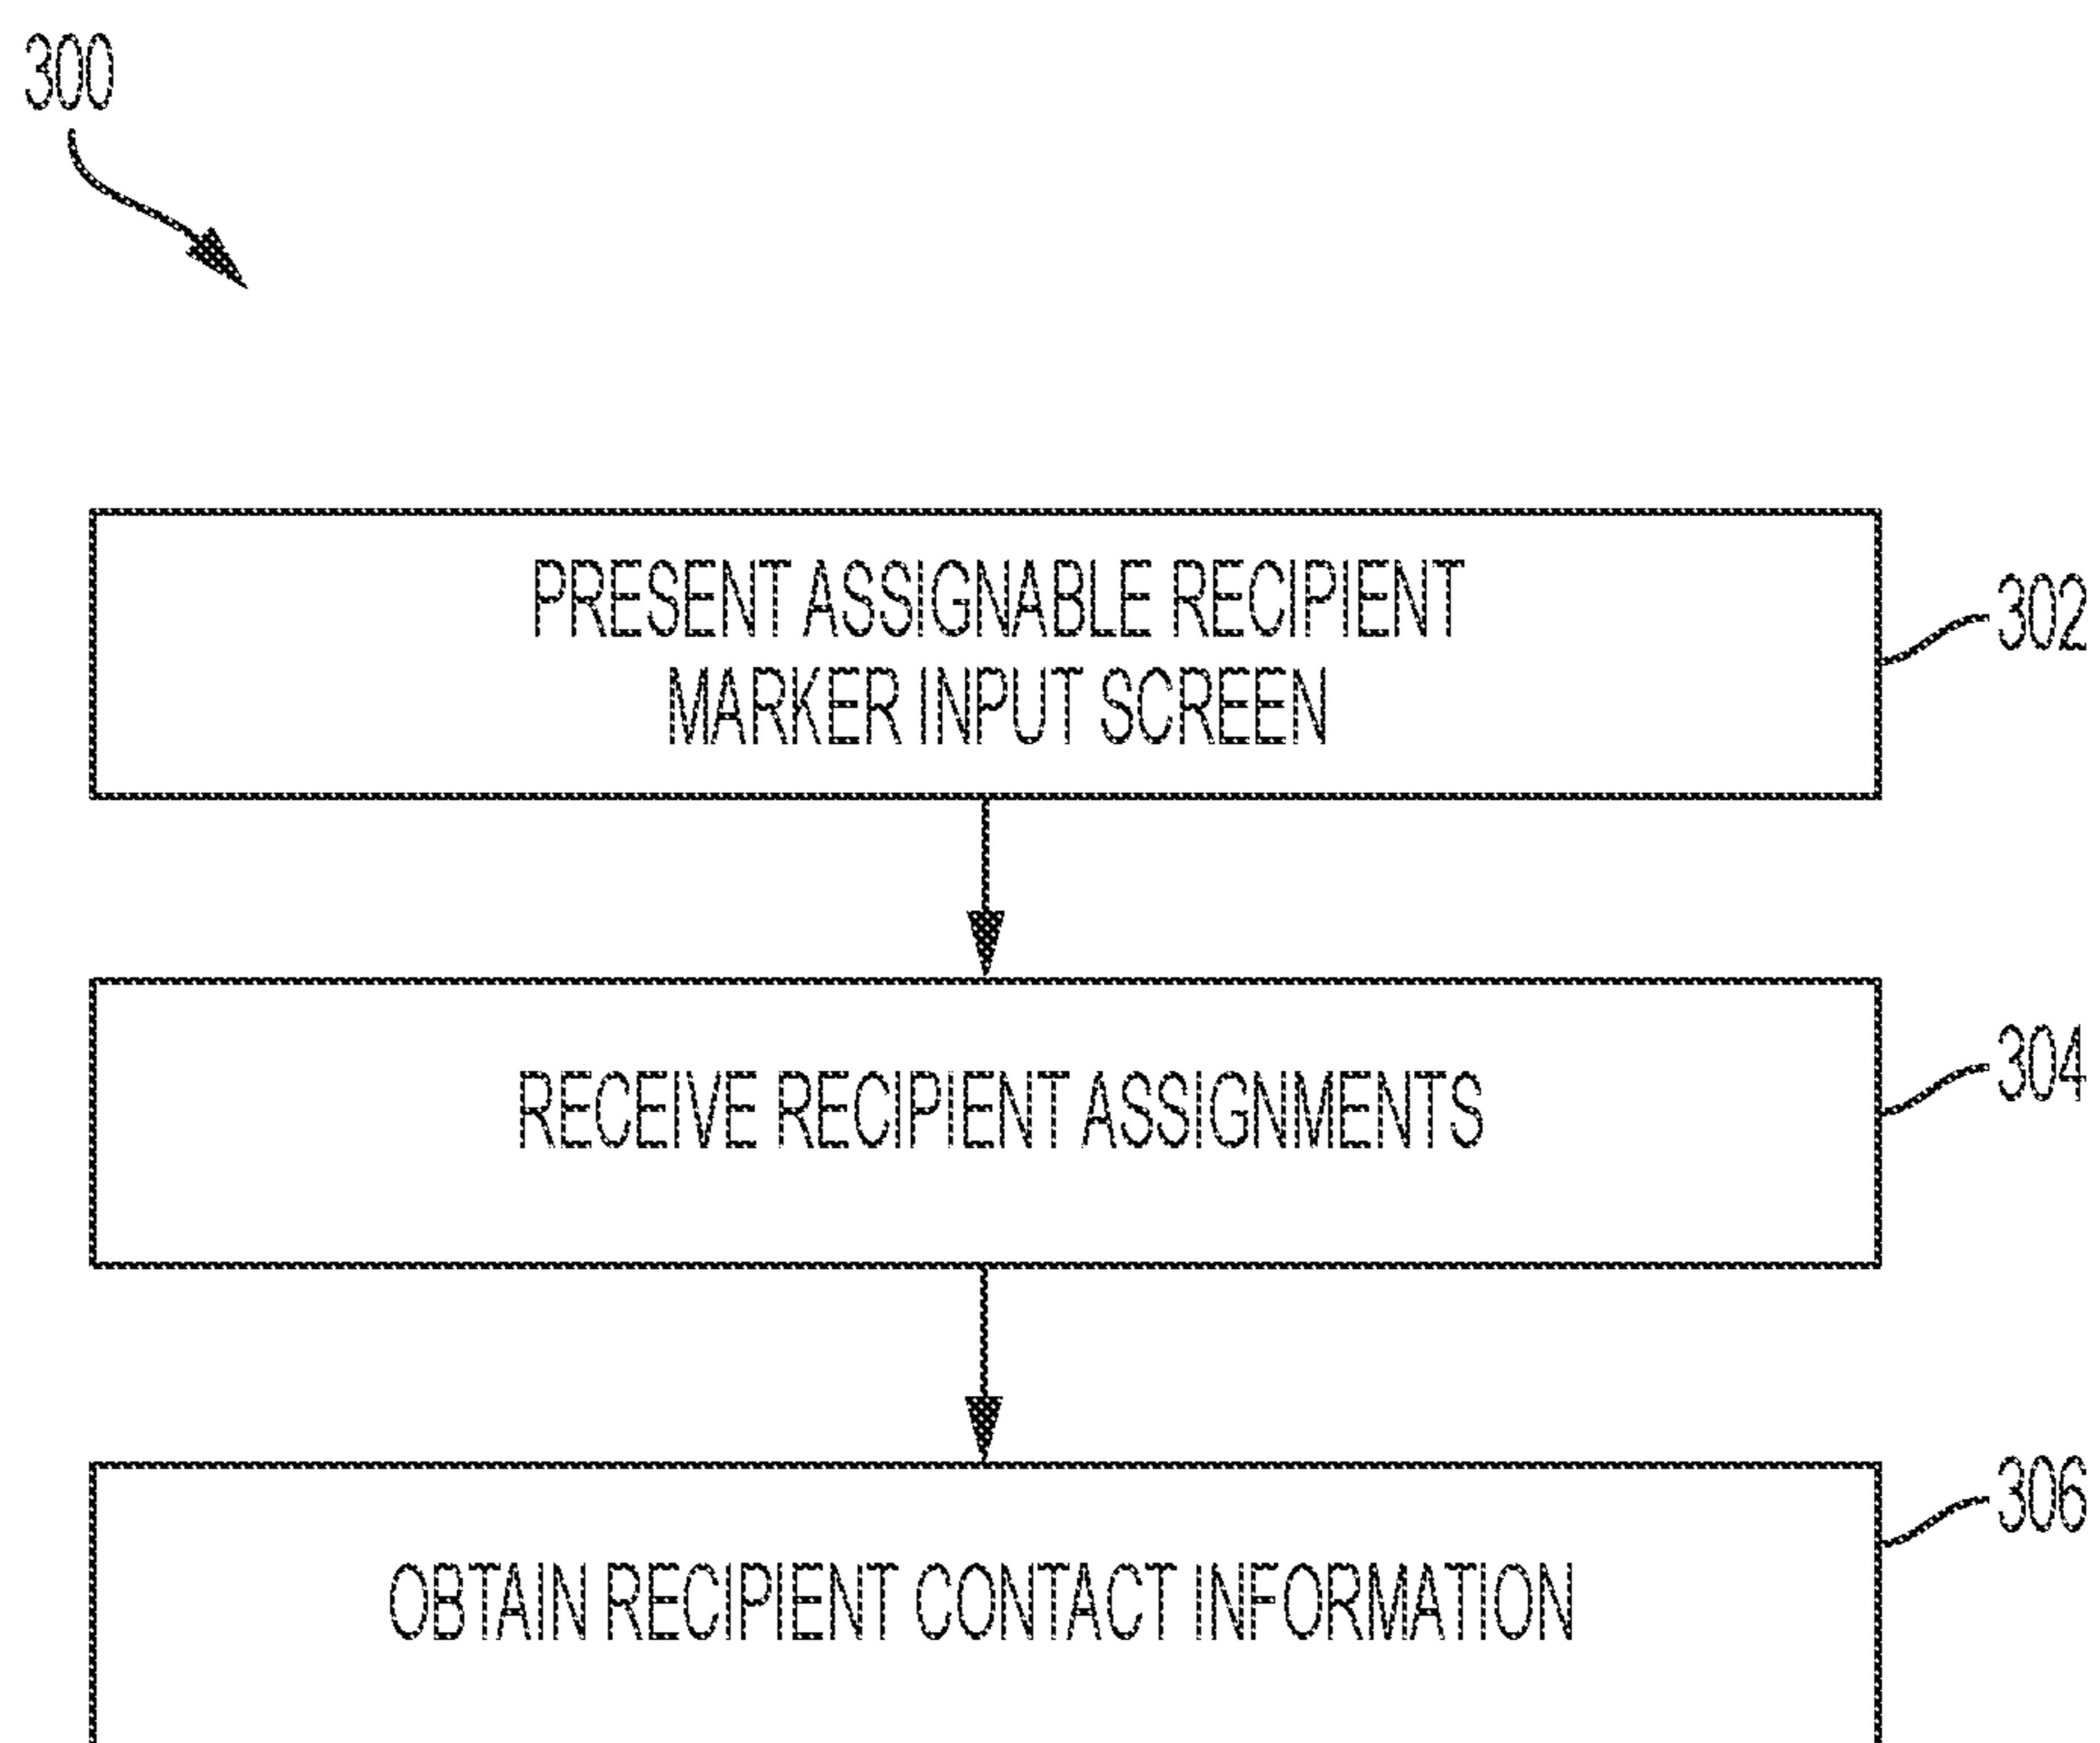 300
PRESENT ASSIGNABLE RECIPIENT
MARKER INPUT SCREEN
302
RECEIVE RECIPIENT ASSIGNMENTS
304
306
OBTAIN RECIPIENT CONTACT INFORMATION